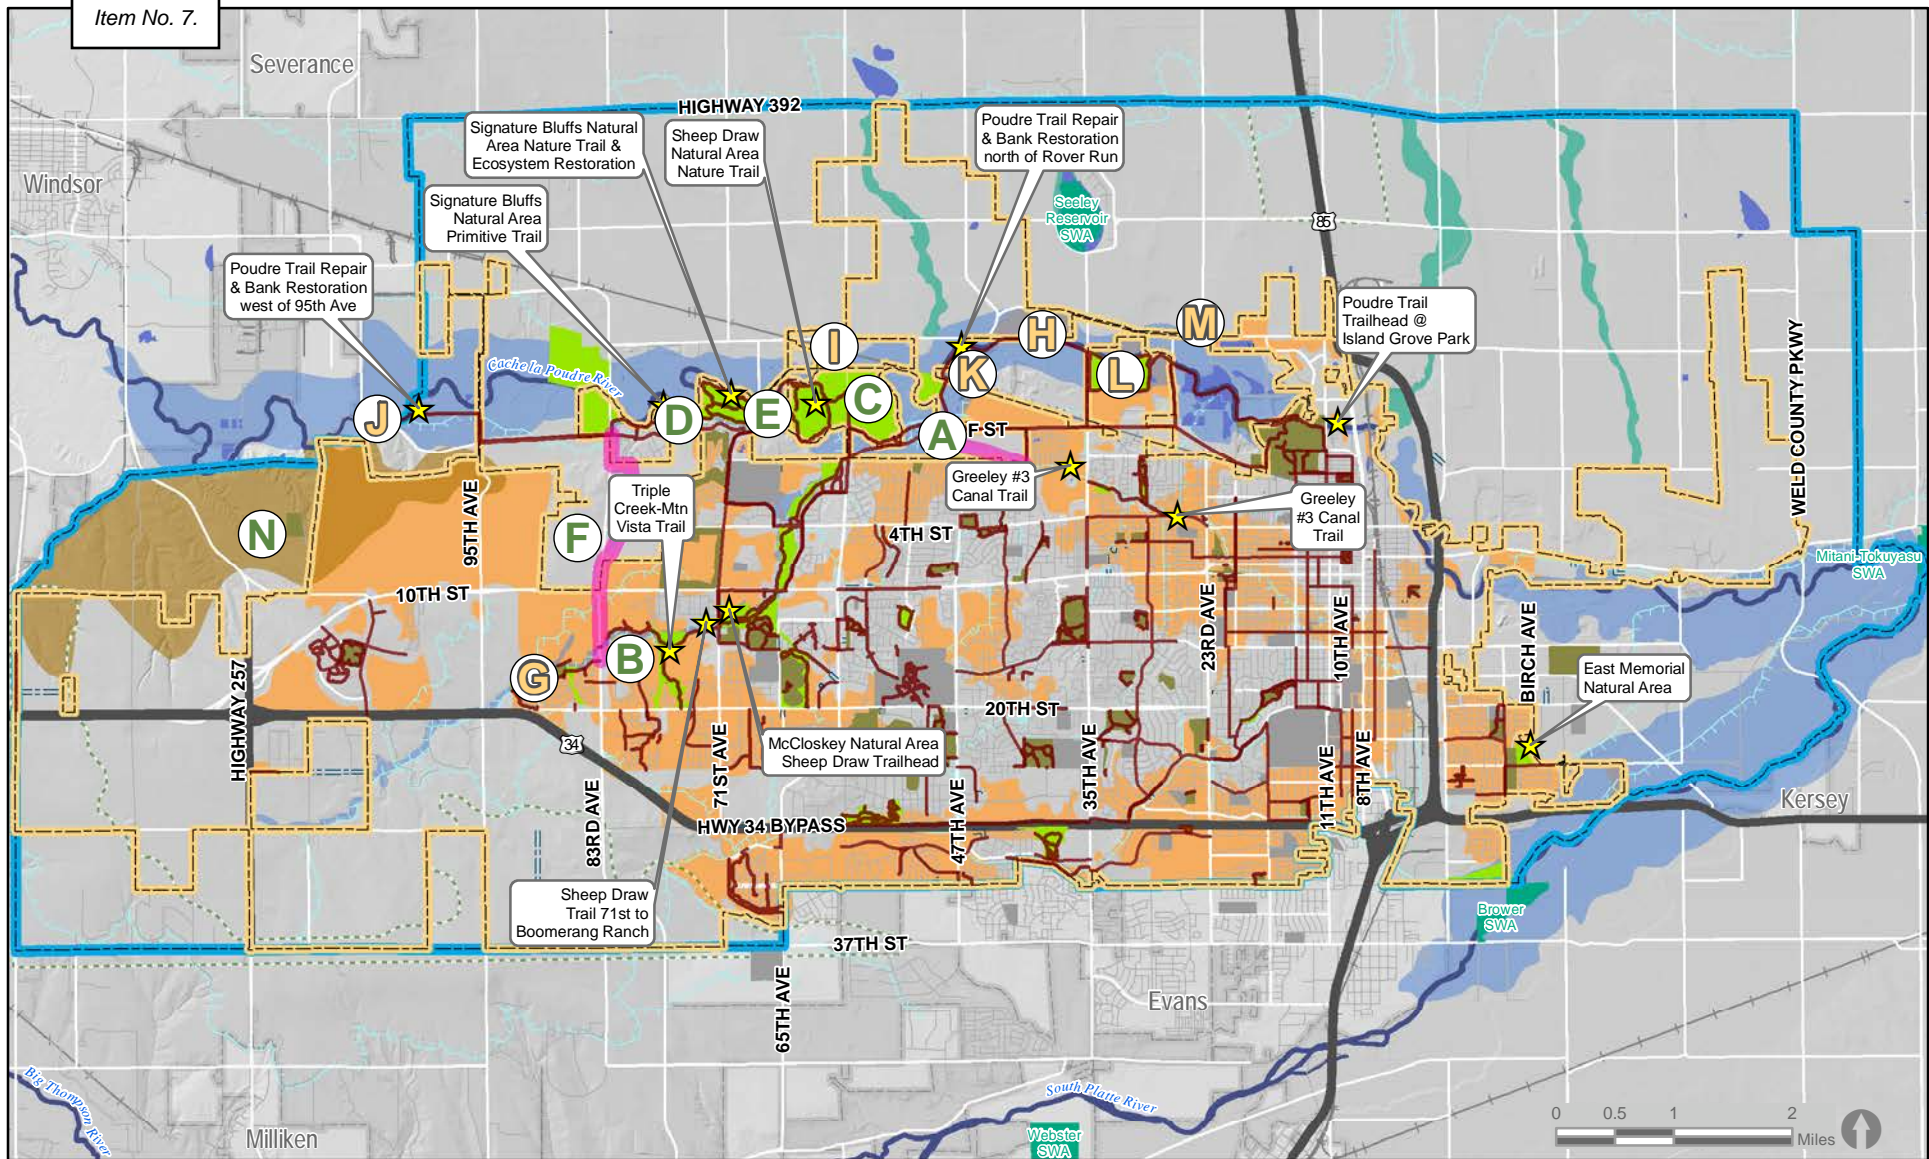 Item No. 7.
Severance
HIGHWAY 392
Signature Bluffs Natural
Area Nature Trail &
Ecosystem Restoration
Sheep Draw
Natural Area
Nature Trail
Poudre Trail Repair
& Bank Restoration
north of Rover Run
Windsor
Signature Bluffs
Natural Area
Primitive Trail
Seeley
Reservoir
SWA
85
Poudre Trail Repair
& Bank Restoration
west of 95th Ave
Poudre Trail
Trailhead @
Island Grove Park
Cache la Poudre River
I
H
M
K
L
J
D
E
C
A
F ST
WELD COUNTY PKWY
Greeley #3
Canal Trail
Triple
Creek-Mtn
Vista Trail
Greeley
#3 Canal
Trail
N
95TH AVE
F
4TH ST
Mitani-Tokuyasu
SWA
10TH ST
23RD AVE
10TH AVE
BIRCH AVE
G
B
East Memorial
Natural Area
HIGHWAY 257
34
20TH ST
71ST AVE
McCloskey Natural Area
Sheep Draw Trailhead
35TH AVE
11TH AVE
8TH AVE
83RD AVE
HWY 34 BYPASS
47TH AVE
Kersey
Sheep Draw
Trail 71st to
Boomerang Ranch
Brower
SWA
37TH ST
65TH AVE
Evans
Big Thompson River
South Platte River
Milliken
Webster
SWA
0 0.5 1 2
Miles